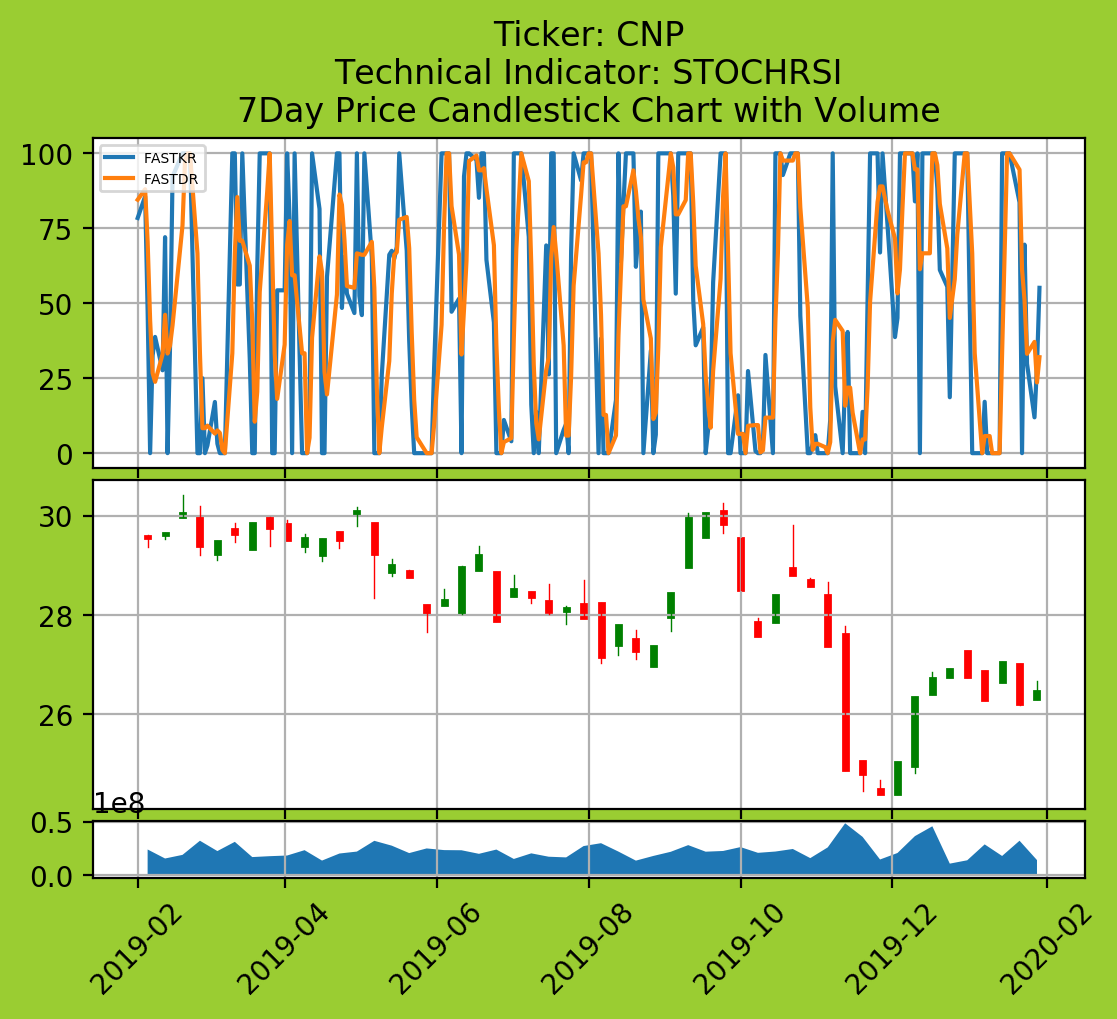 Ticker: CNP
Technical Indicator: STOCHRSI
7Day Price Candlestick Chart with Volume
100
75
50
25
0
FASTKR
FASTDR
30
28
26
1e8
0.5
0.0
2019-02
2019-04
2019-06
2019-08
2019-10
2019-12
2020-02